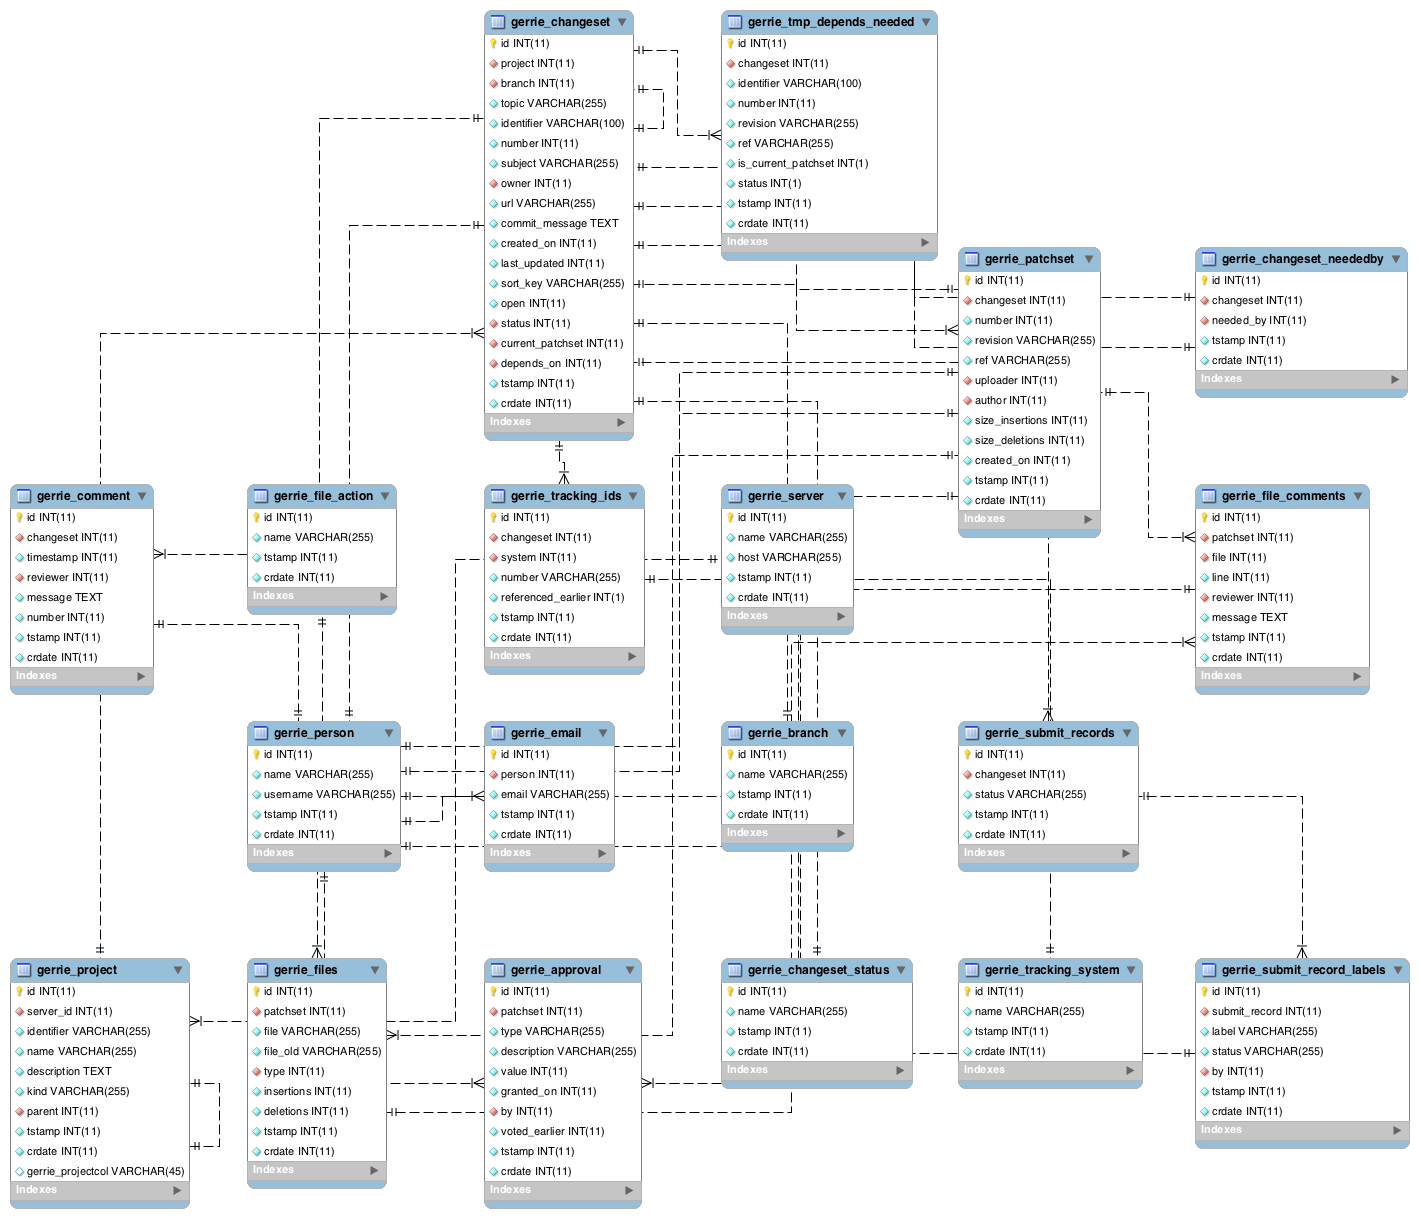 gerrie_changeset
id INT(11)
project INT(11)
branch INT(11)
topic VARCHAR(255)
identifier VARCHAR(100)
number INT(11)
subject VARCHAR(255)
owner INT(11)
url VARCHAR(255)
commit_message TEXT
created_on INT(11)
last_updated INT(11)
sort_key VARCHAR(255)
open INT(11)
status INT(11)
current_patchset INT(11)
depends_on INT(11)
tstamp INT(11)
crdate INT(11)
Indexes
gerrie_tmp_depends_needed
id INT(11)
changeset INT(11)
identifier VARCHAR(100)
number INT(11)
revision VARCHAR(255)
ref VARCHAR(255)
is_current_patchset INT(1)
status INT(1)
tstamp INT(11)
crdate INT(11)
Indexes
gerrie_patchset
id INT(11)
changeset INT(11)
number INT(11)
revision VARCHAR(255)
ref VARCHAR(255)
uploader INT(11)
author INT(11)
size_insertions INT(11)
size_deletions INT(11)
created_on INT(11)
tstamp INT(11)
crdate INT(11)
Indexes
gerrie_changeset_neededby
id INT(11)
changeset INT(11)
needed_by INT(11)
tstamp INT(11)
crdate INT(11)
Indexes
gerrie_comment
id INT(11)
changeset INT(11)
timestamp INT(11)
reviewer INT(11)
message TEXT
number INT(11)
tstamp INT(11)
crdate INT(11)
Indexes
gerrie_file_action
id INT(11)
name VARCHAR(255)
tstamp INT(11)
crdate INT(11)
Indexes
gerrie_tracking_ids
id INT(11)
changeset INT(11)
system INT(11)
number VARCHAR(255)
referenced_earlier INT(1)
tstamp INT(11)
crdate INT(11)
Indexes
gerrie_server
id INT(11)
name VARCHAR(255)
host VARCHAR(255)
tstamp INT(11)
crdate INT(11)
Indexes
gerrie_file_comments
id INT(11)
patchset INT(11)
file INT(11)
line INT(11)
reviewer INT(11)
message TEXT
tstamp INT(11)
crdate INT(11)
Indexes
gerrie_person
id INT(11)
name VARCHAR(255)
username VARCHAR(255)
tstamp INT(11)
crdate INT(11)
Indexes
gerrie_email
id INT(11)
person INT(11)
email VARCHAR(255)
tstamp INT(11)
crdate INT(11)
Indexes
gerrie_branch
id INT(11)
name VARCHAR(255)
tstamp INT(11)
crdate INT(11)
Indexes
gerrie_submit_records
id INT(11)
changeset INT(11)
status VARCHAR(255)
tstamp INT(11)
crdate INT(11)
Indexes
gerrie_project
id INT(11)
server_id INT(11)
identifier VARCHAR(255)
name VARCHAR(255)
description TEXT
kind VARCHAR(255)
parent INT(11)
tstamp INT(11)
crdate INT(11)
gerrie_projectcol VARCHAR(45)
Indexes
gerrie_files
id INT(11)
patchset INT(11)
file VARCHAR(255)
file_old VARCHAR(255)
type INT(11)
insertions INT(11)
deletions INT(11)
tstamp INT(11)
crdate INT(11)
Indexes
gerrie_approval
id INT(11)
patchset INT(11)
type VARCHAR(255)
description VARCHAR(255)
value INT(11)
granted_on INT(11)
by INT(11)
voted_earlier INT(11)
tstamp INT(11)
crdate INT(11)
Indexes
gerrie_changeset_status
id INT(11)
name VARCHAR(255)
tstamp INT(11)
crdate INT(11)
Indexes
gerrie_tracking_system
id INT(11)
name VARCHAR(255)
tstamp INT(11)
crdate INT(11)
Indexes
gerrie_submit_record_labels
id INT(11)
submit_record INT(11)
label VARCHAR(255)
status VARCHAR(255)
by INT(11)
tstamp INT(11)
crdate INT(11)
Indexes